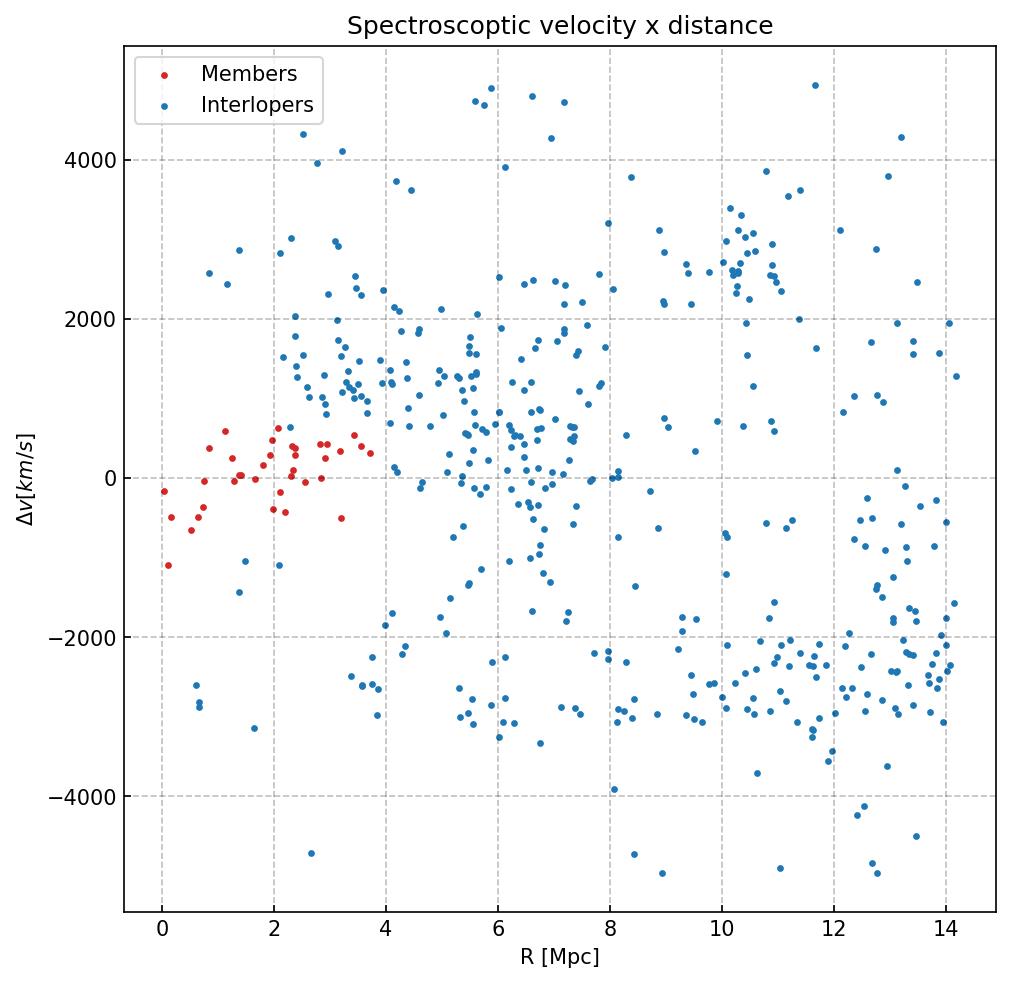 Spectroscoptic velocity x distance
Members
Interlopers
4000
2000
0
−2000
−4000
Δv[km/s]
0 2 4 6 8 10 12 14
R [Mpc]